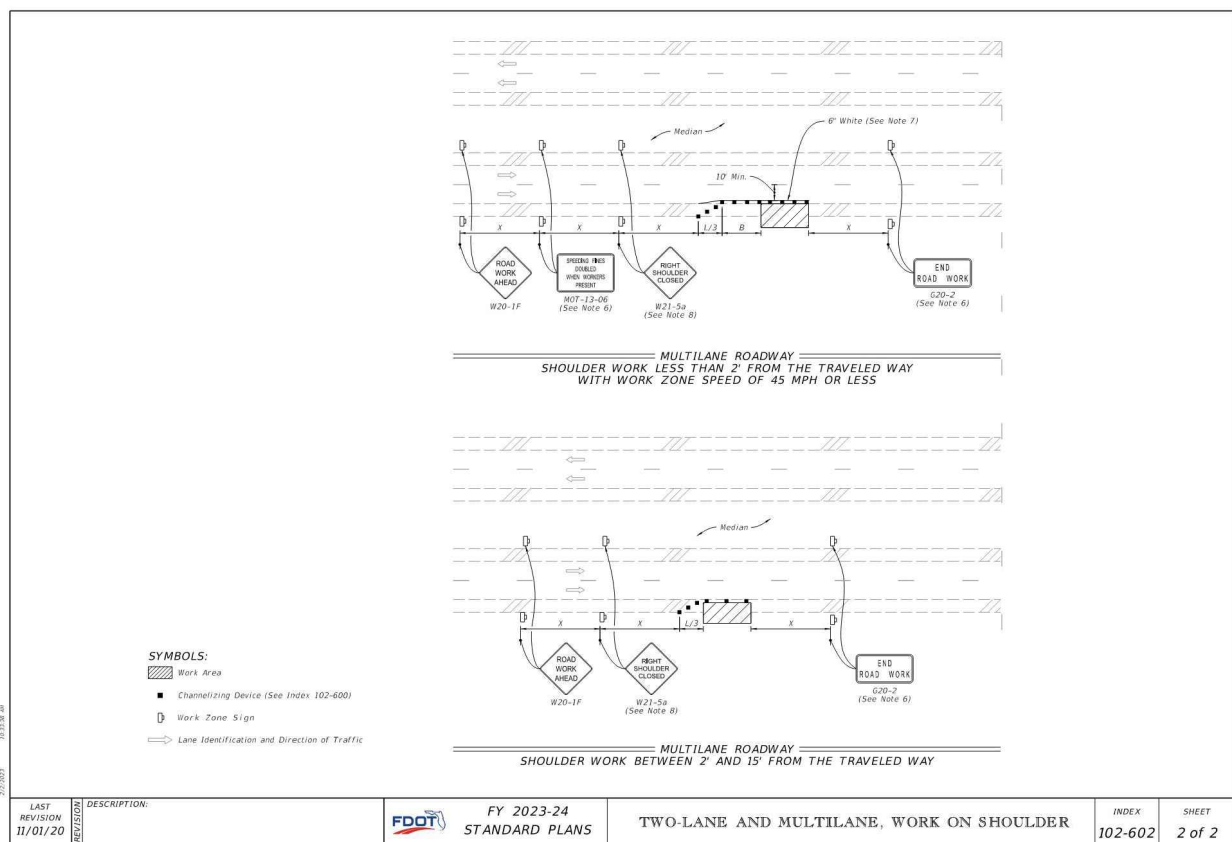 Median
6" White (See Note 7)
10' Min.
X
X
X
L/3
B
X
ROAD
WORK
AHEAD
W20-1F
SPEEDING FINES
DOUBLED
WHEN WORKERS
PRESENT
MOT-13-06
(See Note 6)
RIGHT
SHOULDER
CLOSED
W21-5a
(See Note 8)
END
ROAD WORK
G20-2
(See Note 6)
MULTILANE ROADWAY
SHOULDER WORK LESS THAN 2' FROM THE TRAVELED WAY
WITH WORK ZONE SPEED OF 45 MPH OR LESS
Median
X
X
L/3
X
ROAD
WORK
AHEAD
W20-1F
RIGHT
SHOULDER
CLOSED
W21-5a
(See Note 8)
END
ROAD WORK
G20-2
(See Note 6)
MULTILANE ROADWAY
SHOULDER WORK BETWEEN 2' AND 15' FROM THE TRAVELED WAY
SYMBOLS:
Work Area
Channelizing Device (See Index 102-600)
Work Zone Sign
Lane Identification and Direction of Traffic
2/2/2023
LAST
REVISION
11/01/20
REVISION
DESCRIPTION:
FDOT
FY 2023-24
STANDARD PLANS
TWO-LANE AND MULTILANE, WORK ON SHOULDER
INDEX
102-602
SHEET
2 of 2